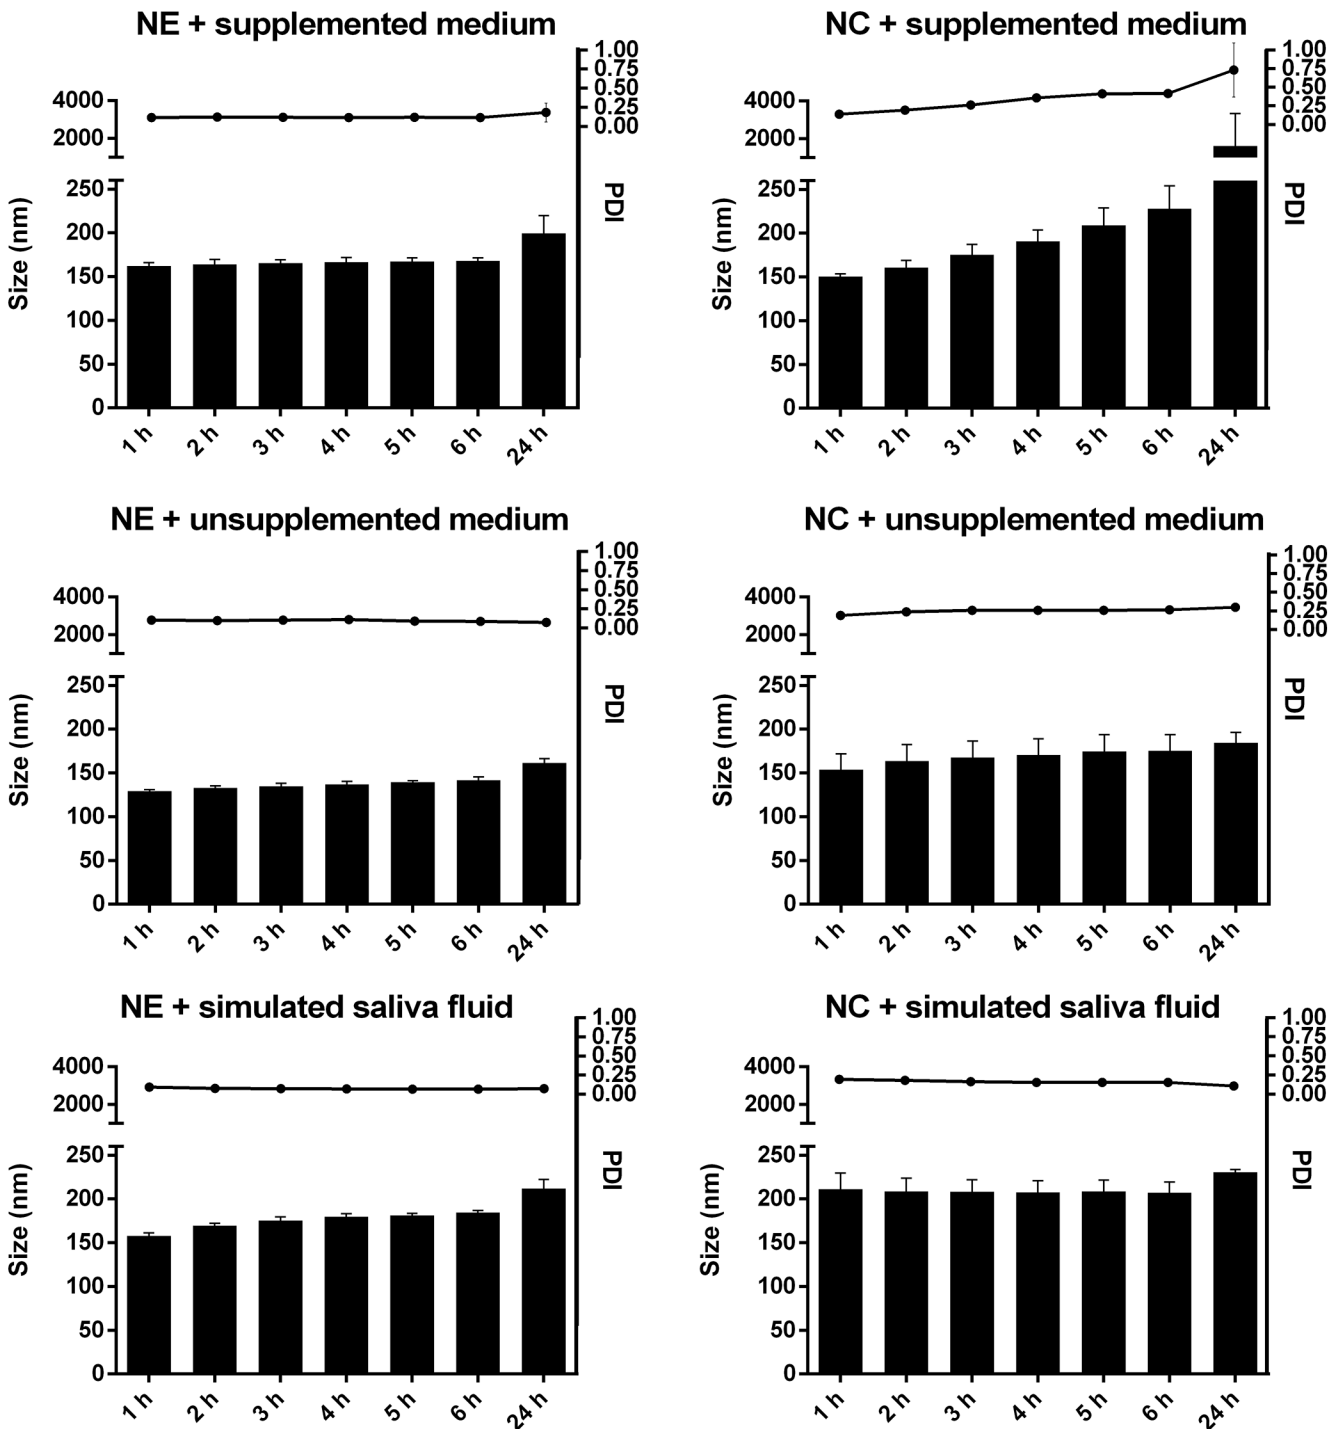 NE + supplemented medium
1.00
0.75
0.50
0.25
0.00
4000
2000
250
200
150
100
50
0
Size (nm)
PDI
1 h
2 h
3 h
4 h
5 h
6 h
24 h
NC + supplemented medium
1.00
0.75
0.50
0.25
0.00
4000
2000
250
200
150
100
50
0
Size (nm)
PDI
1 h
2 h
3 h
4 h
5 h
6 h
24 h
NE + unsupplemented medium
1.00
0.75
0.50
0.25
0.00
4000
2000
250
200
150
100
50
0
Size (nm)
PDI
1 h
2 h
3 h
4 h
5 h
6 h
24 h
NC + unsupplemented medium
1.00
0.75
0.50
0.25
0.00
4000
2000
250
200
150
100
50
0
Size (nm)
PDI
1 h
2 h
3 h
4 h
5 h
6 h
24 h
NE + simulated saliva fluid
1.00
0.75
0.50
0.25
0.00
4000
2000
250
200
150
100
50
0
Size (nm)
PDI
1 h
2 h
3 h
4 h
5 h
6 h
24 h
NC + simulated saliva fluid
1.00
0.75
0.50
0.25
0.00
4000
2000
250
200
150
100
50
0
Size (nm)
PDI
1 h
2 h
3 h
4 h
5 h
6 h
24 h